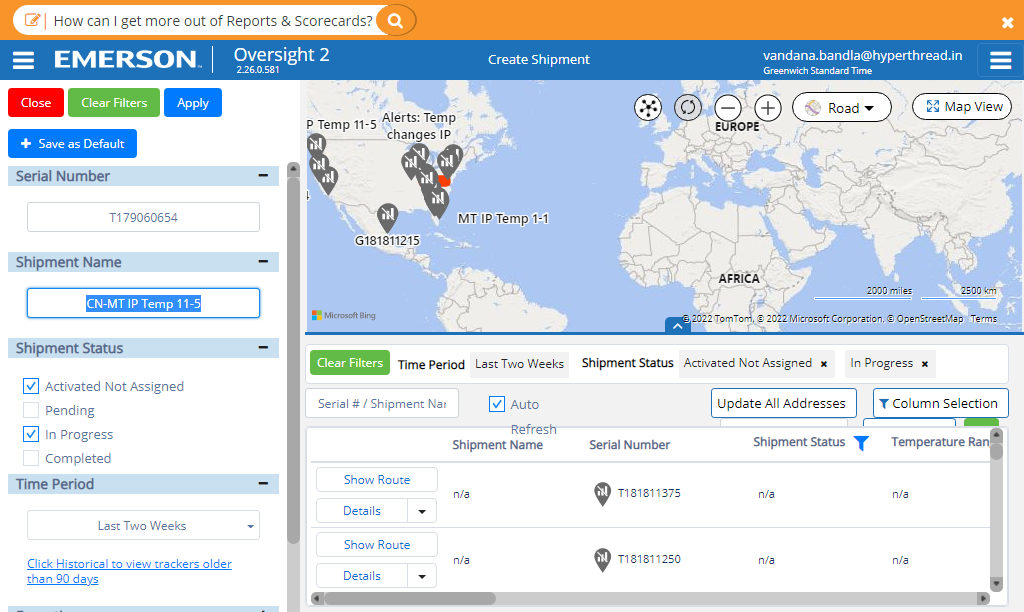 How can I get more out of Reports & Scorecards?
EMERSON
Oversight 2
2.26.0.581
Create Shipment
vandana.bandla@hyperthread.in
Greenwich Standard Time
Close
Clear Filters
Apply
+ Save as Default
Serial Number
T179060654
Shipment Name
CN-MT IP Temp 11-5
Shipment Status
Activated Not Assigned
Pending
In Progress
Completed
Time Period
Last Two Weeks
Click Historical to view trackers older
than 90 days
P Temp 11-5
Alerts: Temp
changes IP
MT IP Temp 1-1
G181811215
EUROPE
AFRICA
Road
Map View
2000 miles
2500 km
Microsoft Bing
© 2022 TomTom, © 2022 Microsoft Corporation, © OpenStreetMap Terms
Clear Filters
Time Period
Last Two Weeks
Shipment Status
Activated Not Assigned ×
In Progress ×
Serial # / Shipment Nar
Auto
Refresh
Update All Addresses
Column Selection
Shipment Name
Serial Number
Shipment Status
Temperature Ran
Show Route
Details
n/a
T181811375
n/a
n/a
Show Route
Details
n/a
T181811250
n/a
n/a